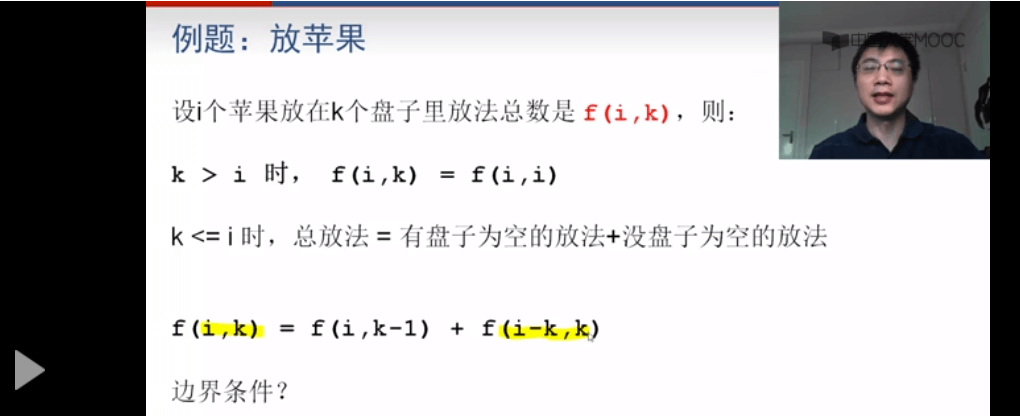 例题：放苹果
中国大学MOOC
设i个苹果放在k个盘子里放法总数是 f(i,k)，则：
k > i 时， f(i,k) = f(i,i)
k <= i 时，总放法 = 有盘子为空的放法+没盘子为空的放法
f(i,k) = f(i,k-1) + f(i-k,k)
边界条件？